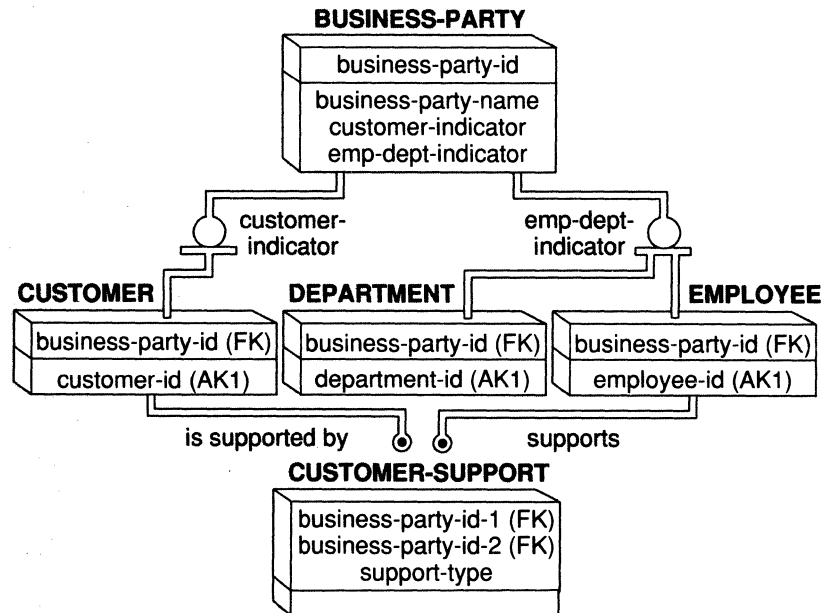 BUSINESS-PARTY
business-party-id
business-party-name
customer-indicator
emp-dept-indicator
customer-
indicator
emp-dept-
indicator
CUSTOMER
business-party-id (FK)
customer-id (AK1)
DEPARTMENT
business-party-id (FK)
department-id (AK1)
EMPLOYEE
business-party-id (FK)
employee-id (AK1)
is supported by
supports
CUSTOMER-SUPPORT
business-party-id-1 (FK)
business-party-id-2 (FK)
support-type